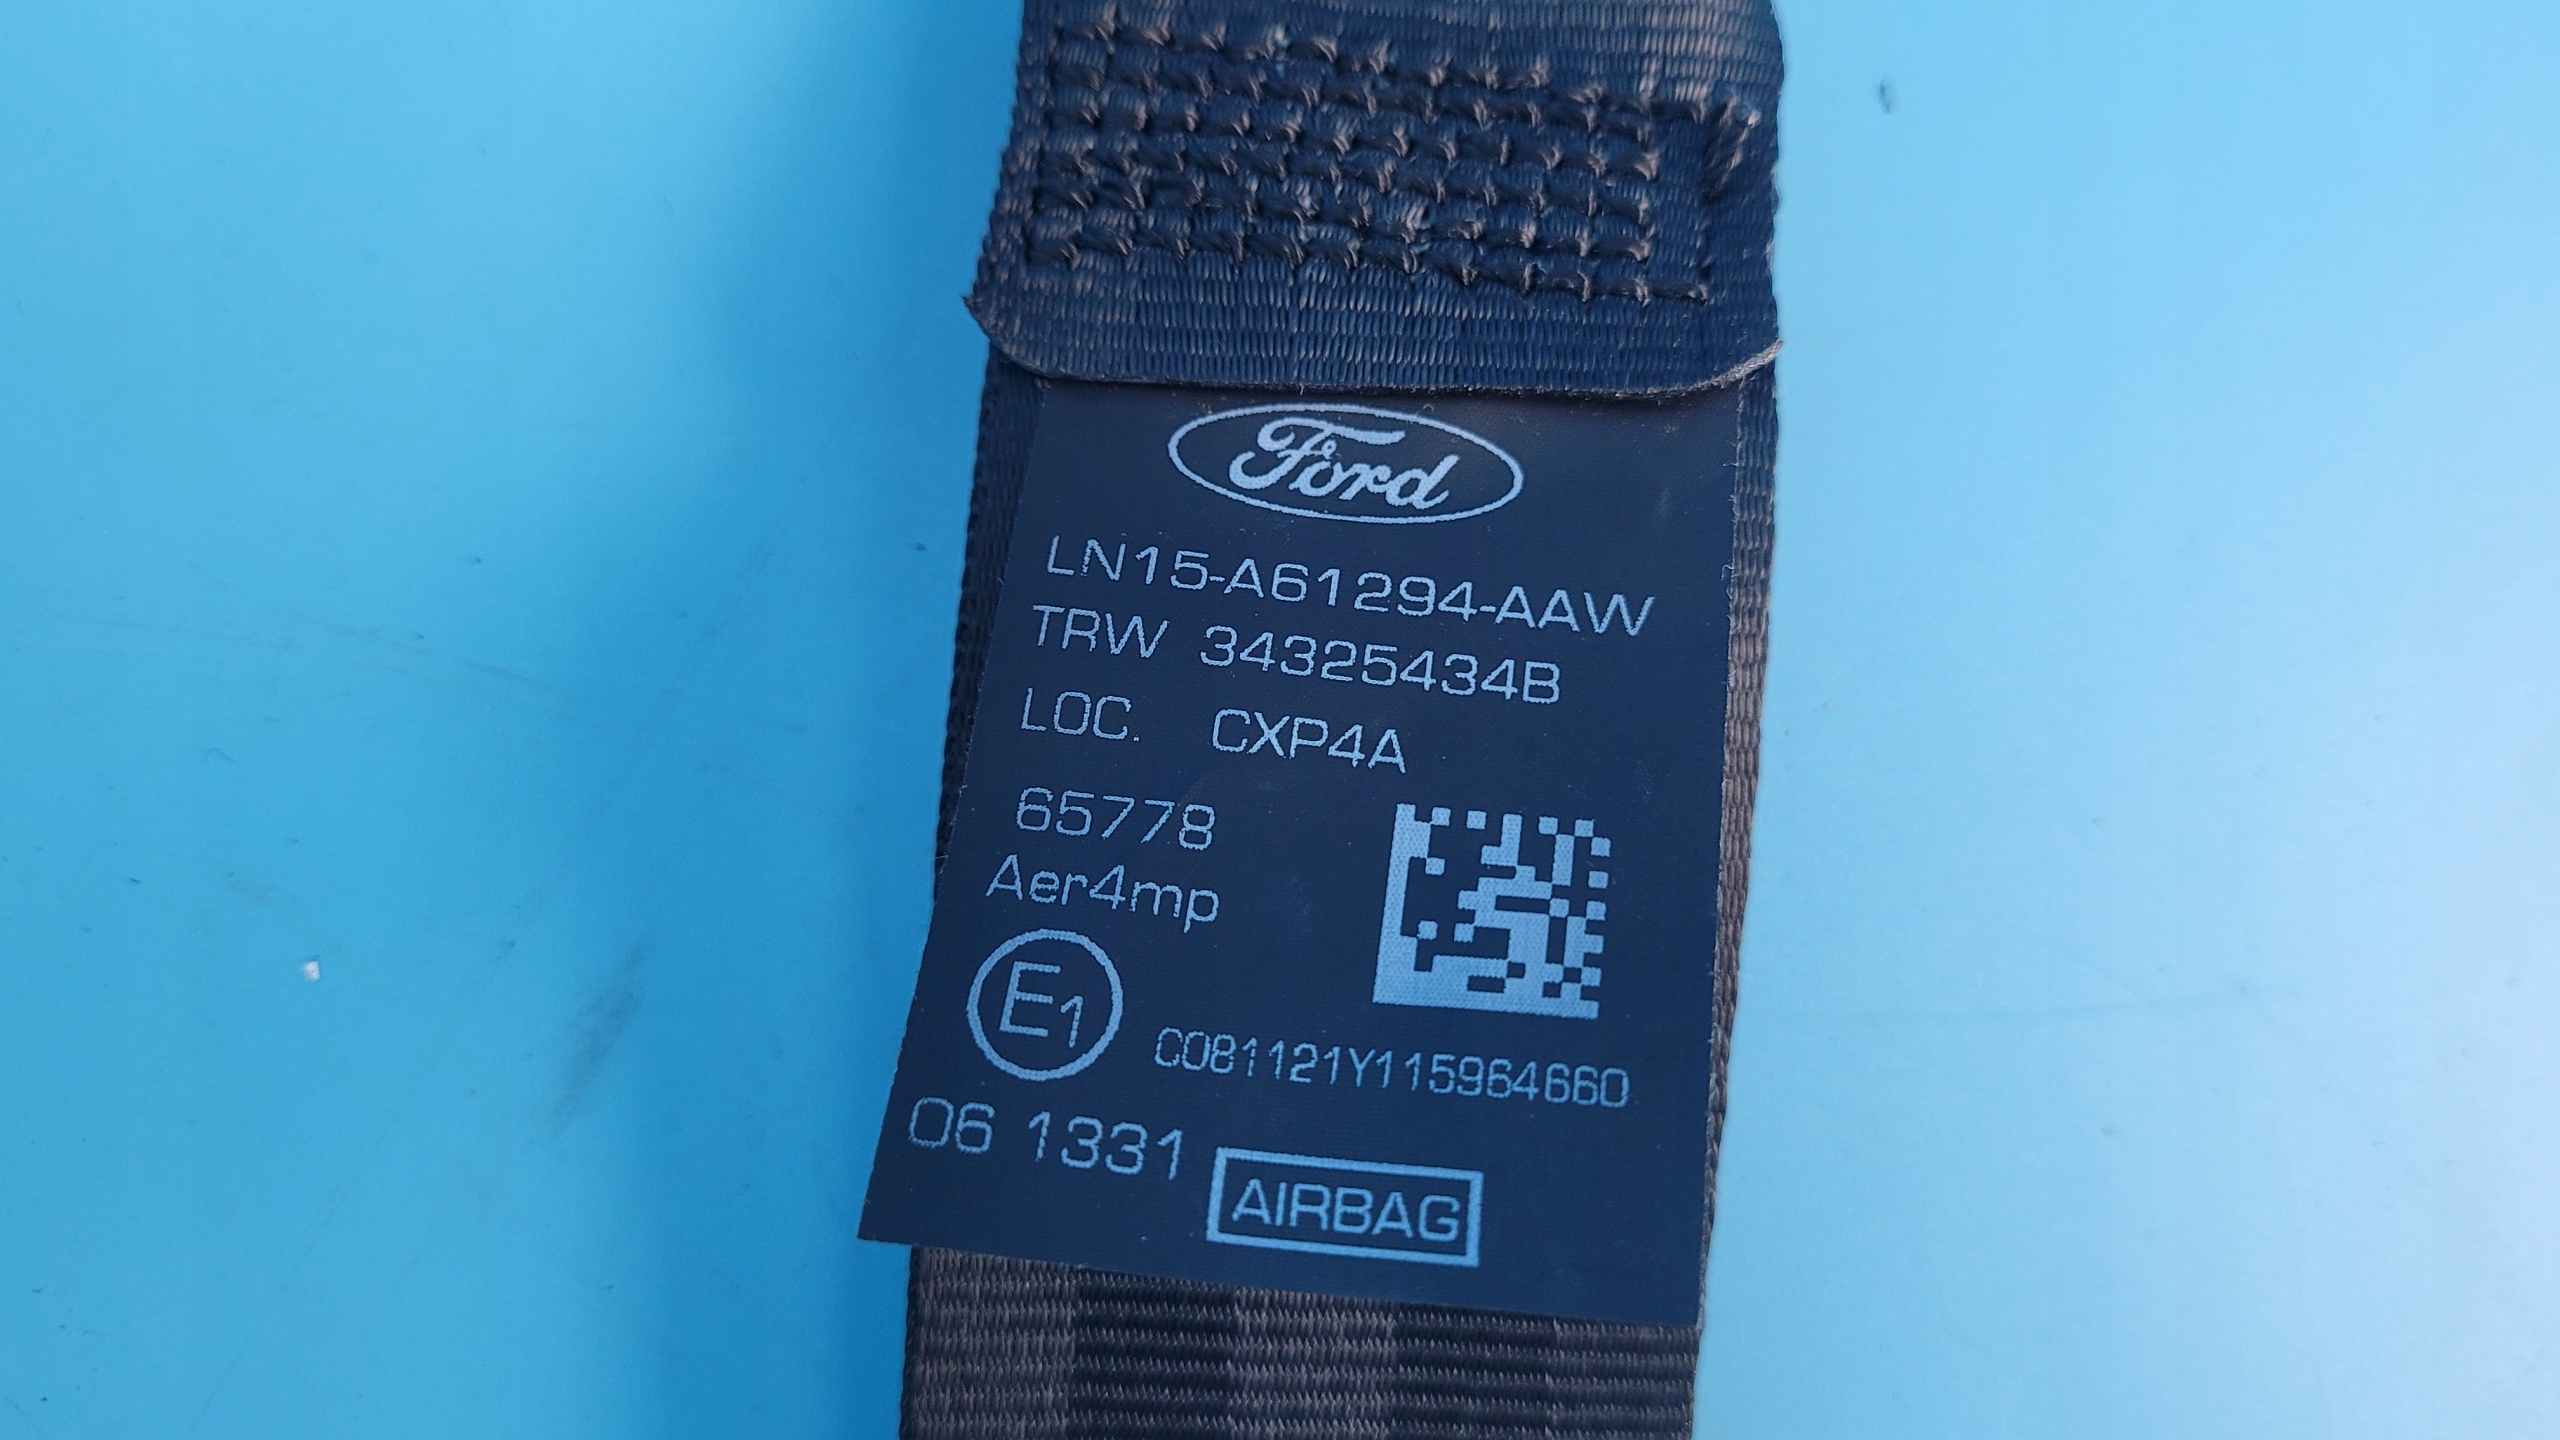 Ford
LN15-A61294-AAW
TRW 34325434B
LOC. CXP4A
65778
Aer4mp
E1
C081121Y115964660
06 1331
AIRBAG